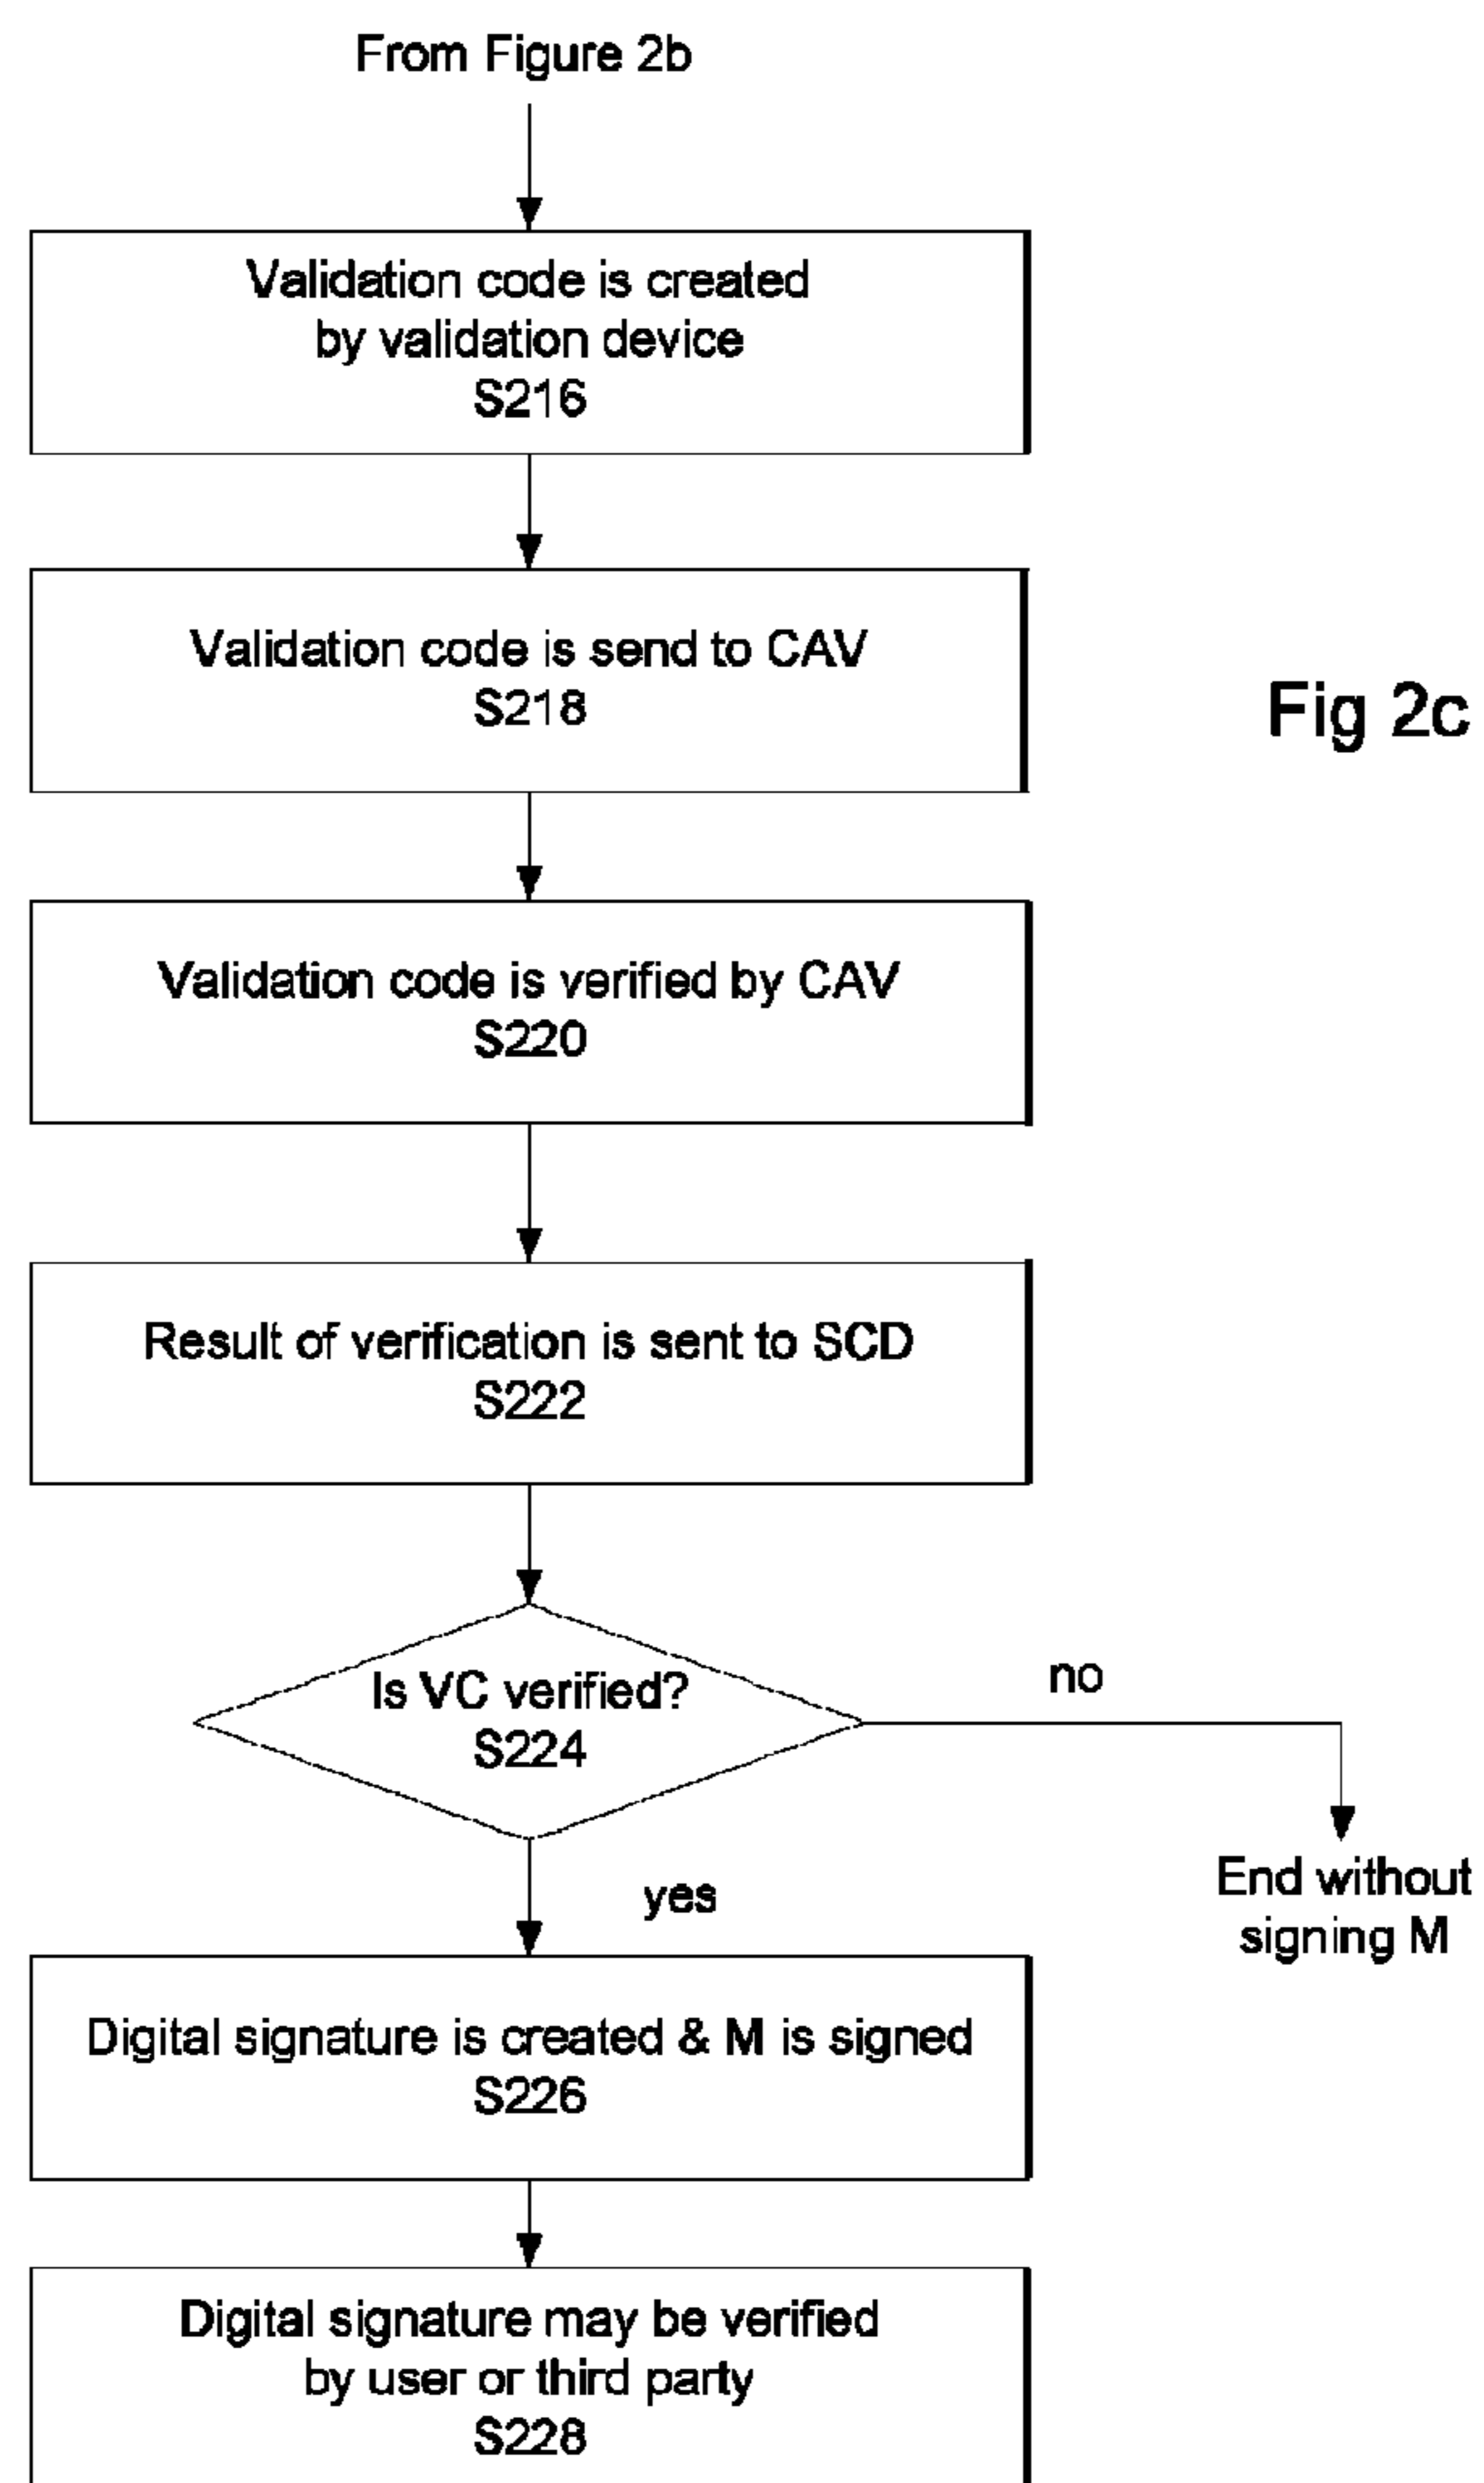 From Figure 2b
Validation code is created
by validation device
S216
Validation code is send to CAV
S218
Fig 2c
Validation code is verified by CAV
S220
Result of verification is sent to SCD
S222
Is VC verified?
S224
no
yes
End without
signing M
Digital signature is created & M is signed
S226
Digital signature may be verified
by user or third party
S228